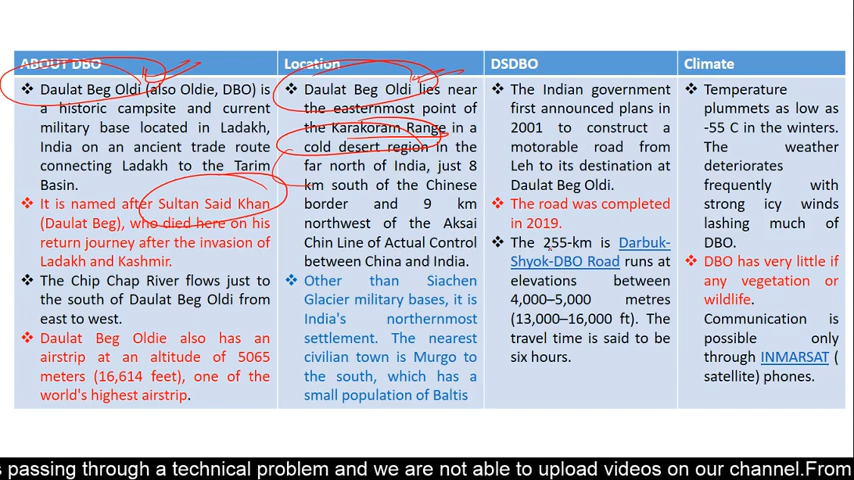 ABOUT DBO
❖ Daulat Beg Oldi (also Oldie, DBO) is
a historic campsite and current
military base located in Ladakh,
India on an ancient trade route
connecting Ladakh to the Tarim
Basin.
❖ It is named after Sultan Said Khan
(Daulat Beg), who died here on his
return journey after the invasion of
Ladakh and Kashmir.
❖ The Chip Chap River flows just to
the south of Daulat Beg Oldi from
east to west.
❖ Daulat Beg Oldie also has an
airstrip at an altitude of 5065
meters (16,614 feet), one of the
world's highest airstrip.
Location
❖ Daulat Beg Oldi lies near
the easternmost point of
the Karakoram Range in a
cold desert region in the
far north of India, just 8
km south of the Chinese
border and 9 km
northwest of the Aksai
Chin Line of Actual Control
between China and India.
❖ Other than Siachen
Glacier military bases, it is
India's northernmost
settlement. The nearest
civilian town is Murgo to
the south, which has a
small population of Baltis
DSDBO
❖ The Indian government
first announced plans in
2001 to construct a
motorable road from
Leh to its destination at
Daulat Beg Oldi.
❖ The road was completed
in 2019.
❖ The 255-km is Darbuk-
Shyok-DBO Road runs at
elevations between
4,000–5,000 metres
(13,000–16,000 ft). The
travel time is said to be
six hours.
Climate
❖ Temperature
plummets as low as
-55 C in the winters.
The weather
deteriorates
frequently with
strong icy winds
lashing much of
DBO.
❖ DBO has very little if
any vegetation or
wildlife.
Communication is
possible only
through INMARSAT (
satellite) phones.
s passing through a technical problem and we are not able to upload videos on our channel.From